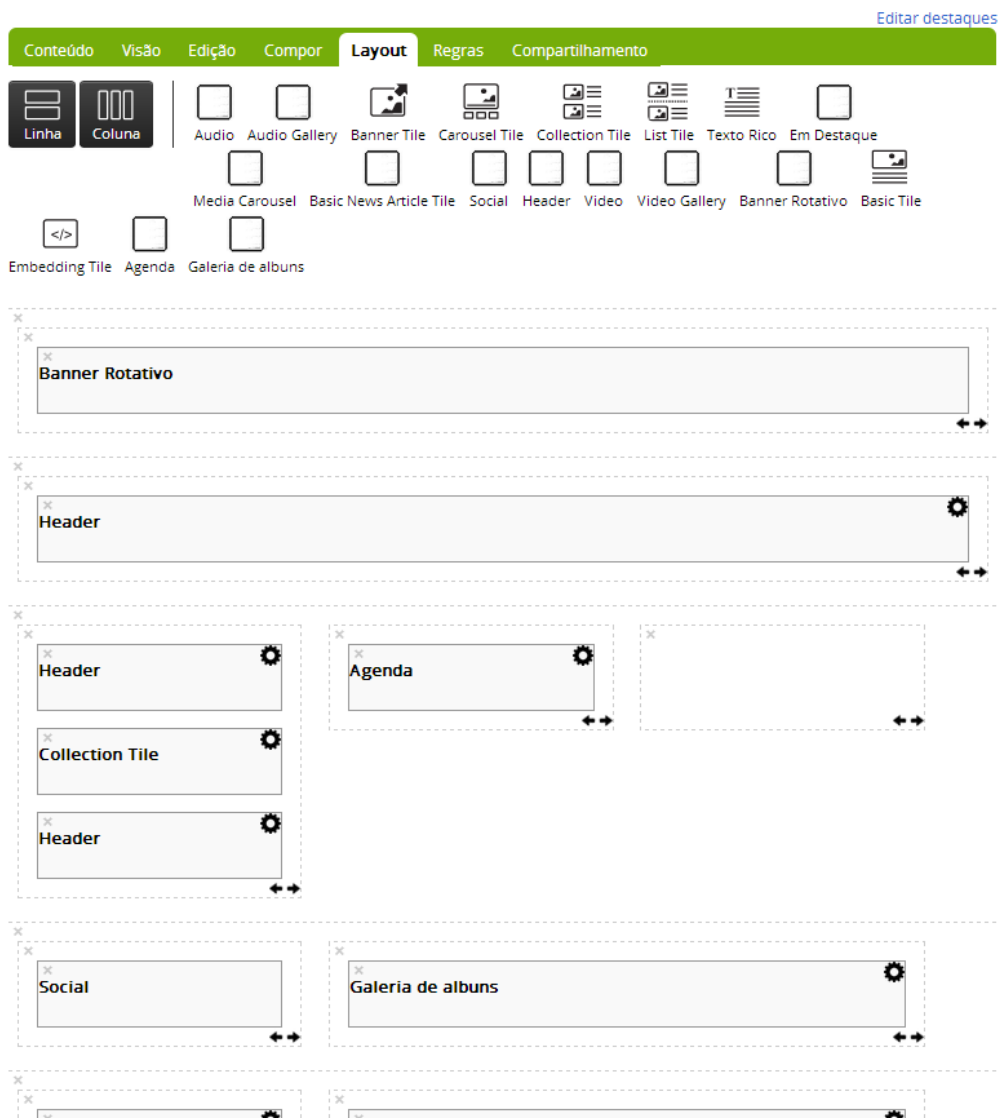 Editar destaques
Conteúdo Visão Edição Compor Layout Regras Compartilhamento
Linha Coluna Audio Audio Gallery Banner Tile Carousel Tile Collection Tile List Tile Texto Rico Em Destaque
Media Carousel Basic News Article Tile Social Header Video Video Gallery Banner Rotativo Basic Tile
Embedding Tile Agenda Galeria de albuns
Banner Rotativo
Header
Header Agenda
Collection Tile
Header
Social Galeria de albuns